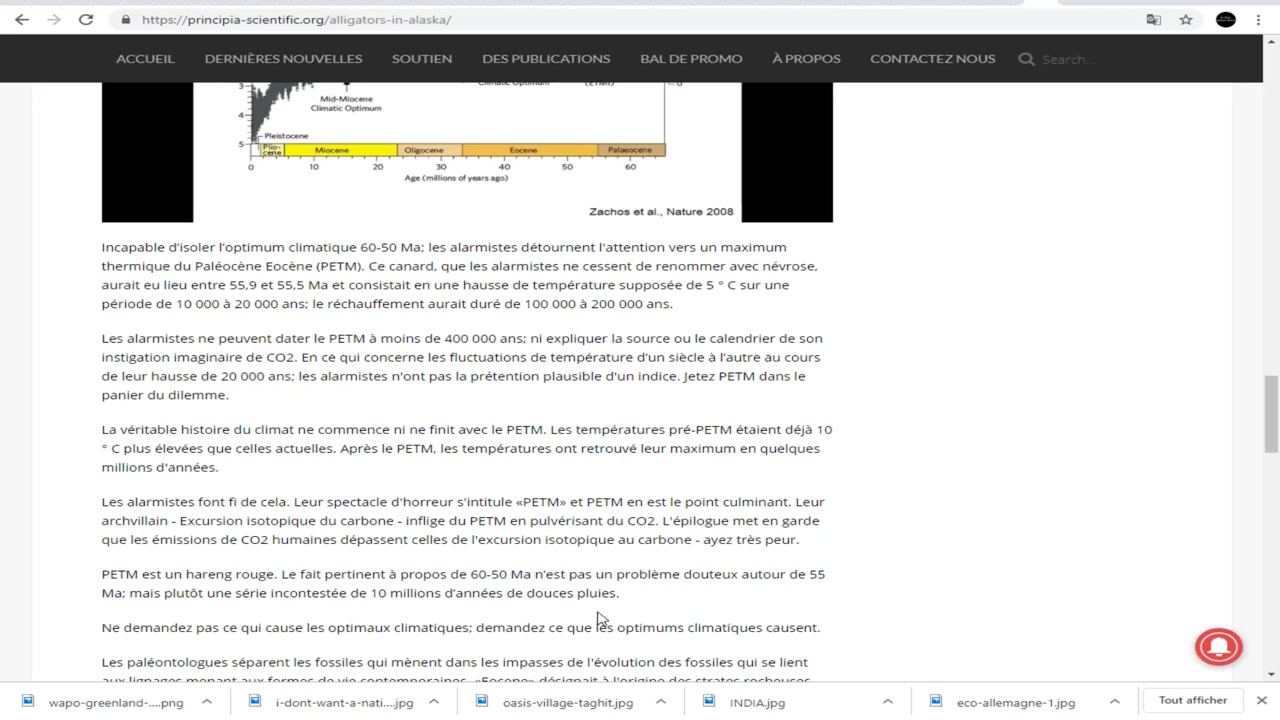 https://principia-scientific.org/alligators-in-alaska/
ACCUEIL DERNIÈRES NOUVELLES SOUTIEN DES PUBLICATIONS BAL DE PROMO À PROPOS CONTACTEZ NOUS Search...
3
Mid-Miocene
Climatic Optimum
4
Pleistocene
5
Plio-
cene
Miocene Oligocene Eocene Palaeocene
0 10 20 30 40 50 60
Age (millions of years ago)
Zachos et al., Nature 2008
Incapable d'isoler l'optimum climatique 60-50 Ma; les alarmistes détournent l'attention vers un maximum
thermique du Paléocène Eocène (PETM). Ce canard, que les alarmistes ne cessent de renommer avec névrose,
aurait eu lieu entre 55,9 et 55,5 Ma et consistait en une hausse de température supposée de 5 ° C sur une
période de 10 000 à 20 000 ans; le réchauffement aurait duré de 100 000 à 200 000 ans.
Les alarmistes ne peuvent dater le PETM à moins de 400 000 ans; ni expliquer la source ou le calendrier de son
instigation imaginaire de CO2. En ce qui concerne les fluctuations de température d'un siècle à l'autre au cours
de leur hausse de 20 000 ans; les alarmistes n'ont pas la prétention plausible d'un indice. Jetez PETM dans le
panier du dilemme.
La véritable histoire du climat ne commence ni ne finit avec le PETM. Les températures pré-PETM étaient déjà 10
° C plus élevées que celles actuelles. Après le PETM, les températures ont retrouvé leur maximum en quelques
millions d'années.
Les alarmistes font fi de cela. Leur spectacle d'horreur s'intitule «PETM» et PETM en est le point culminant. Leur
archvillain - Excursion isotopique du carbone - inflige du PETM en pulvérisant du CO2. L'épilogue met en garde
que les émissions de CO2 humaines dépassent celles de l'excursion isotopique au carbone - ayez très peur.
PETM est un hareng rouge. Le fait pertinent à propos de 60-50 Ma n'est pas un problème douteux autour de 55
Ma; mais plutôt une série incontestée de 10 millions d'années de douces pluies.
Ne demandez pas ce qui cause les optimaux climatiques; demandez ce que les optimums climatiques causent.
Les paléontologues séparent les fossiles qui mènent dans les impasses de l'évolution des fossiles qui se lient
aux lignages menant aux formes de vie contemporaines. «Eocene» désignait à l'origine des strates rocheuses
wapo-greenland-....png i-dont-want-a-nati....jpg oasis-village-taghit.jpg INDIA.jpg eco-allemagne-1.jpg Tout afficher